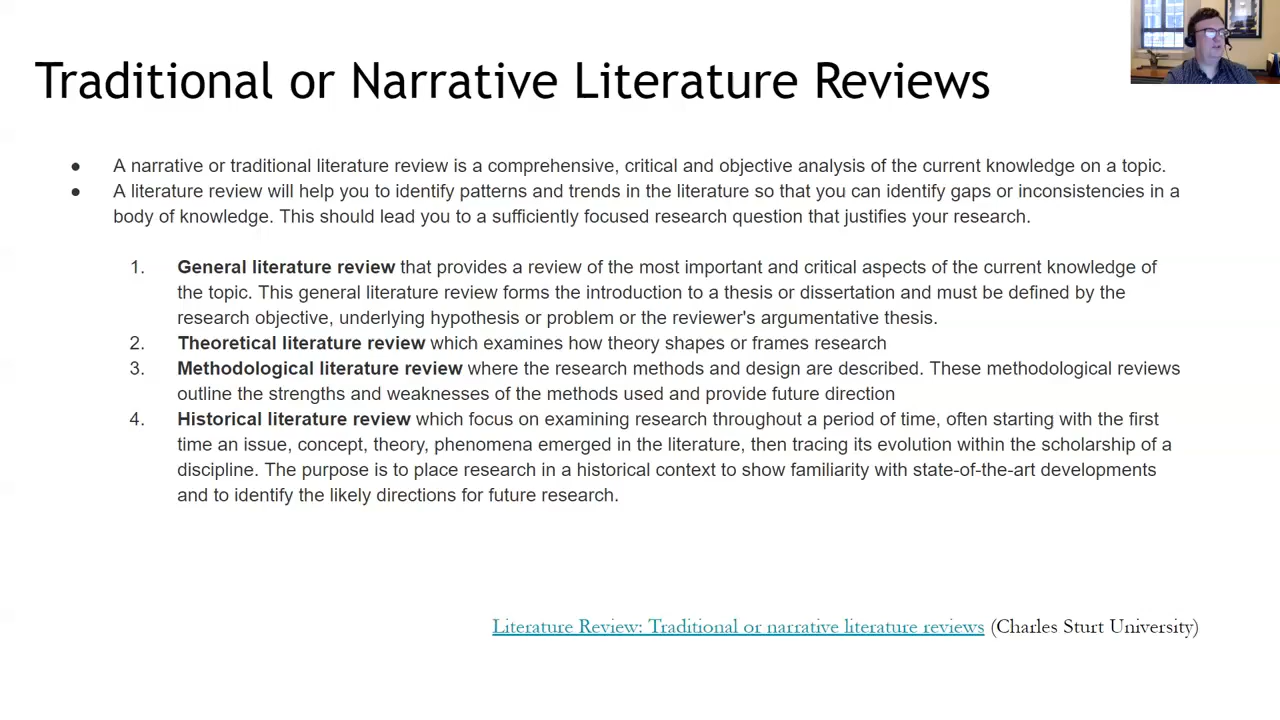 Traditional or Narrative Literature Reviews
● A narrative or traditional literature review is a comprehensive, critical and objective analysis of the current knowledge on a topic.
● A literature review will help you to identify patterns and trends in the literature so that you can identify gaps or inconsistencies in a
body of knowledge. This should lead you to a sufficiently focused research question that justifies your research.
1. General literature review that provides a review of the most important and critical aspects of the current knowledge of
the topic. This general literature review forms the introduction to a thesis or dissertation and must be defined by the
research objective, underlying hypothesis or problem or the reviewer's argumentative thesis.
2. Theoretical literature review which examines how theory shapes or frames research
3. Methodological literature review where the research methods and design are described. These methodological reviews
outline the strengths and weaknesses of the methods used and provide future direction
4. Historical literature review which focus on examining research throughout a period of time, often starting with the first
time an issue, concept, theory, phenomena emerged in the literature, then tracing its evolution within the scholarship of a
discipline. The purpose is to place research in a historical context to show familiarity with state-of-the-art developments
and to identify the likely directions for future research.
Literature Review: Traditional or narrative literature reviews (Charles Sturt University)